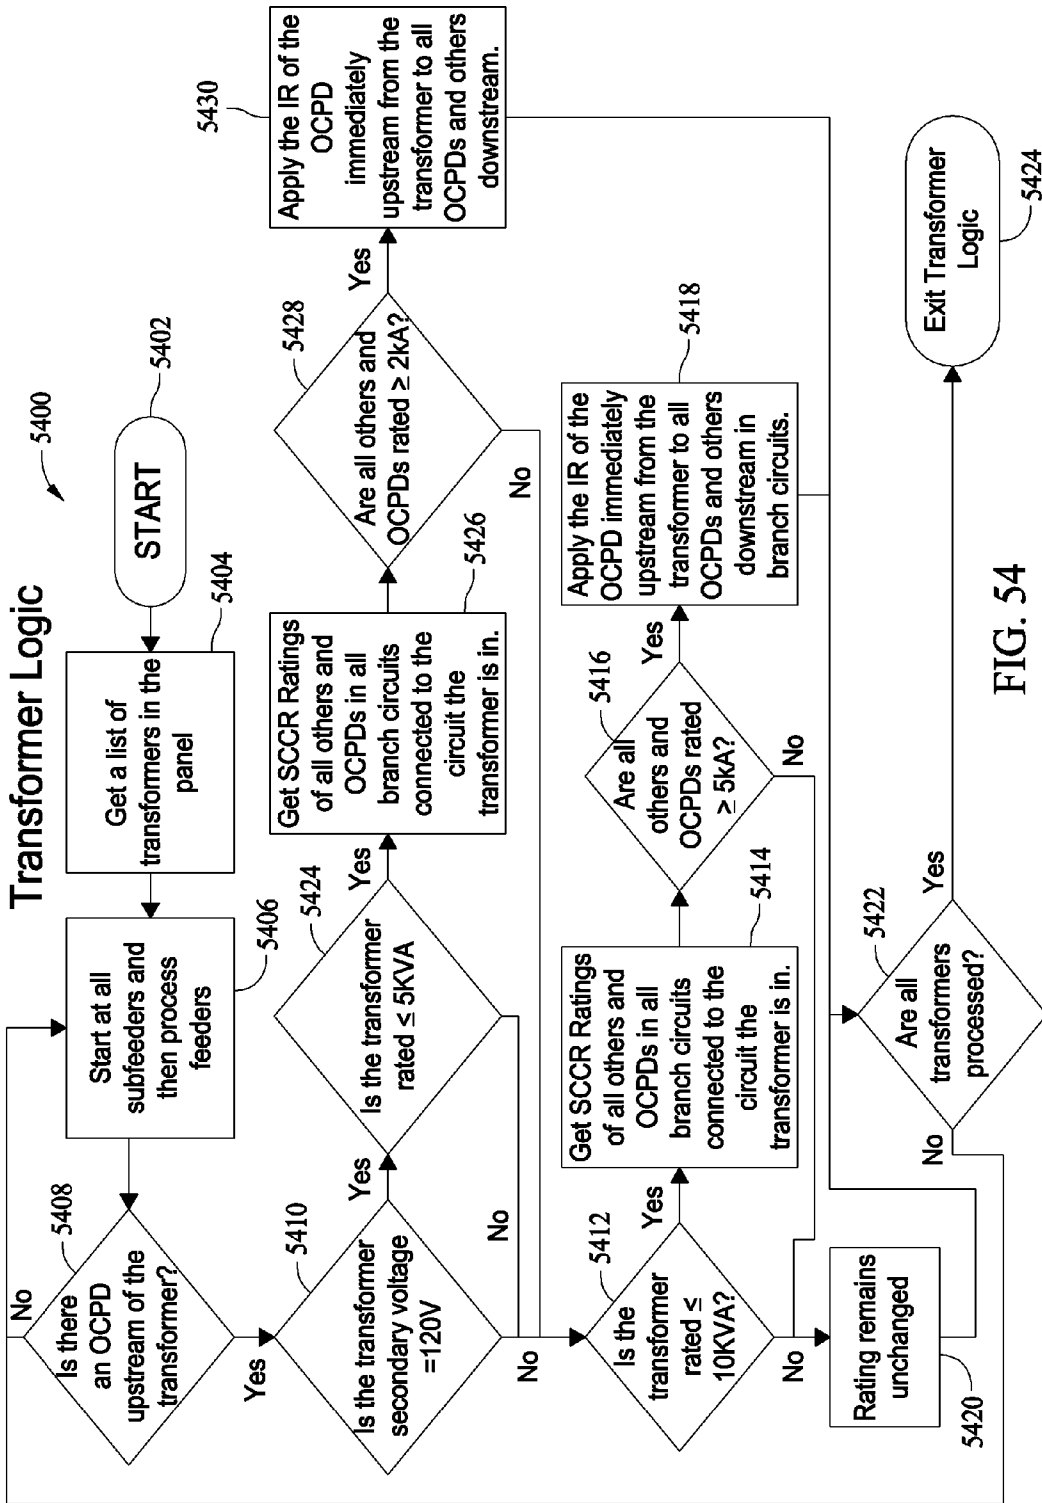 Transformer Logic
5400
START
5402
Get a list of
transformers in the
panel
5404
Start at all
subfeeders and
then process
feeders
5406
Is there
an OCPD
upstream of the
transformer?
5408
No
Yes
Is the transformer
secondary voltage
=120V
5410
Yes
No
Is the transformer
rated ≤ 5KVA
5424
Yes
No
Get SCCR Ratings
of all others and
OCPDs in all
branch circuits
connected to the
circuit the
transformer is in.
5426
Are all others and
OCPDs rated ≥ 2kA?
5428
Yes
No
Apply the IR of the
OCPD
immediately
upstream from the
transformer to all
OCPDs and others
downstream.
5430
Is the
transformer
rated ≤
10KVA?
5412
Yes
No
Get SCCR Ratings
of all others and
OCPDs in all
branch circuits
connected to the
circuit the
transformer is in.
5414
Are all
others and
OCPDs rated
≥ 5kA?
5416
Yes
No
Apply the IR of the
OCPD immediately
upstream from the
transformer to all
OCPDs and others
downstream in
branch circuits.
5418
Rating remains
unchanged
5420
Are all
transformers
processed?
5422
No
Yes
Exit Transformer
Logic
5424
FIG. 54